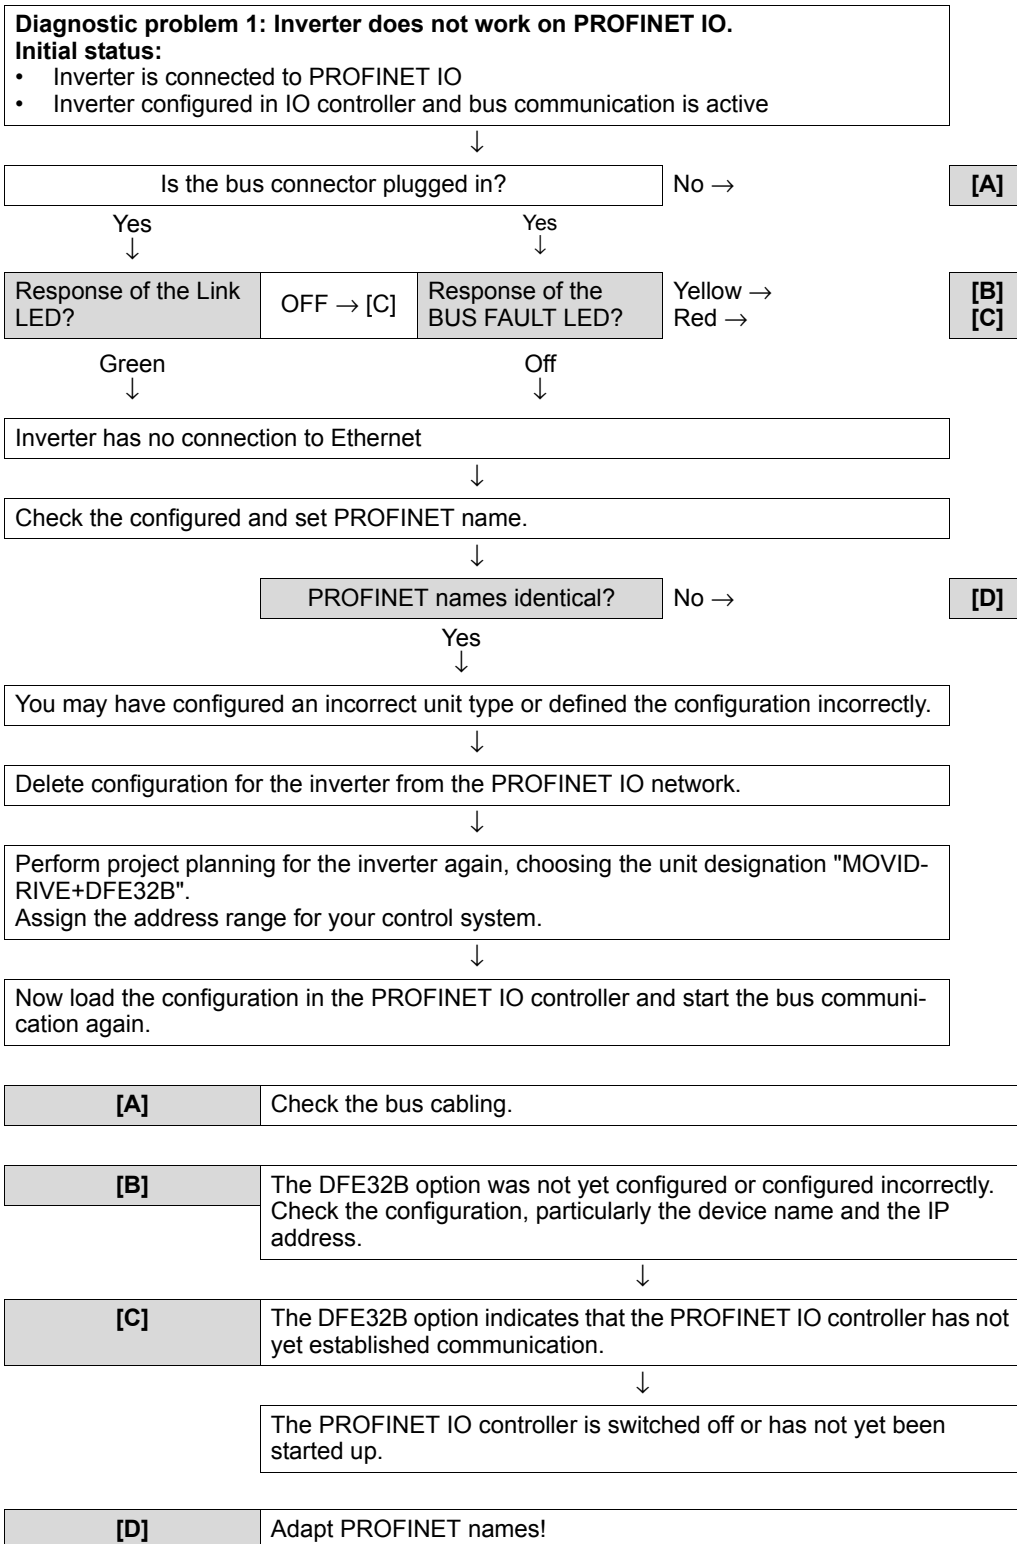 Diagnostic problem 1: Inverter does not work on PROFINET IO.
Initial status:
• Inverter is connected to PROFINET IO
• Inverter configured in IO controller and bus communication is active
↓
Is the bus connector plugged in? No → [A]
Yes Yes
↓ ↓
Response of the Link LED? OFF → [C] Response of the BUS FAULT LED? Yellow → [B]
Red → [C]
Green Off
↓ ↓
Inverter has no connection to Ethernet
↓
Check the configured and set PROFINET name.
↓
PROFINET names identical? No → [D]
Yes
↓
You may have configured an incorrect unit type or defined the configuration incorrectly.
↓
Delete configuration for the inverter from the PROFINET IO network.
↓
Perform project planning for the inverter again, choosing the unit designation "MOVID-
RIVE+DFE32B".
Assign the address range for your control system.
↓
Now load the configuration in the PROFINET IO controller and start the bus communi-
cation again.
[A] Check the bus cabling.
[B] The DFE32B option was not yet configured or configured incorrectly.
Check the configuration, particularly the device name and the IP
address.
↓
[C] The DFE32B option indicates that the PROFINET IO controller has not
yet established communication.
↓
The PROFINET IO controller is switched off or has not yet been
started up.
[D] Adapt PROFINET names!